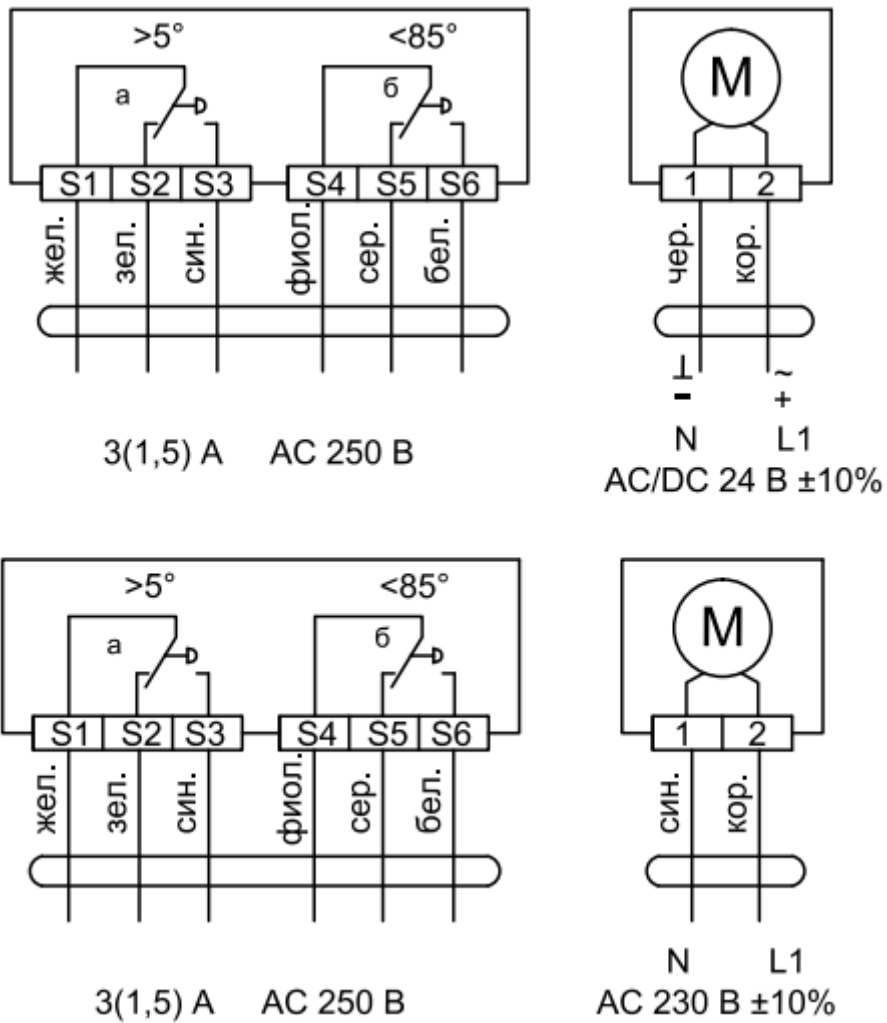 >5°
<85°
M
а
б
S1 S2 S3
S4 S5 S6
1 2
жел.
зел.
син.
фиол.
сер.
бел.
чер.
кор.
⊥ ~
- +
N L1
3(1,5) А AC 250 В
AC/DC 24 В ±10%
>5°
<85°
M
а
б
S1 S2 S3
S4 S5 S6
1 2
жел.
зел.
син.
фиол.
сер.
бел.
син.
кор.
N L1
3(1,5) А AC 250 В
AC 230 В ±10%